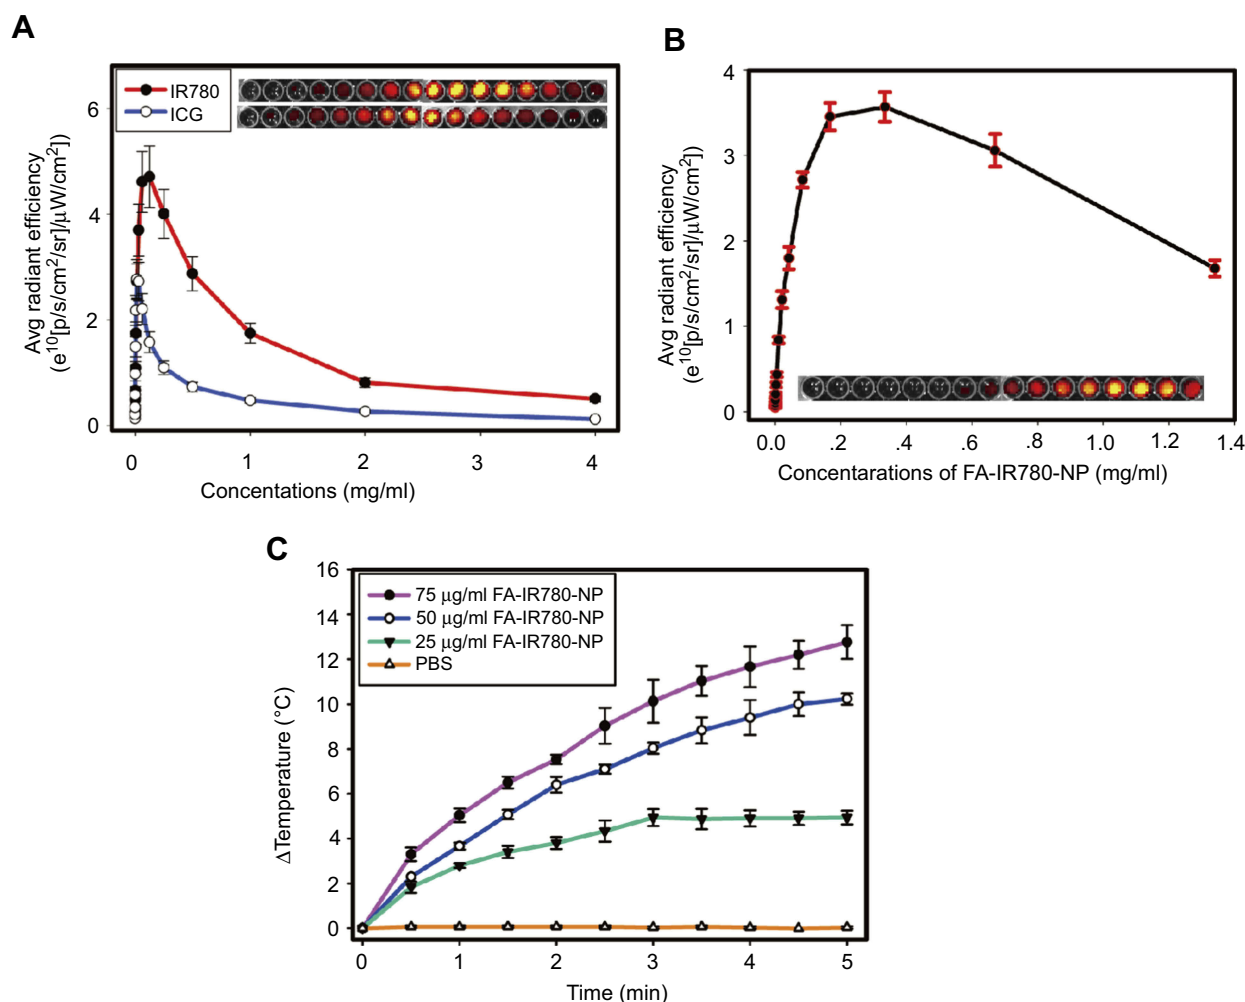 A
IR780
ICG
6
4
2
0
Avg radiant efficiency
(e10[p/s/cm2/sr]/μW/cm2])
0 1 2 3 4
Concentations (mg/ml)
B
4
3
2
1
0
Avg radiant efficiency
(e10[p/s/cm2/sr]/μW/cm2])
0.0 .2 .4 .6 .8 1.0 1.2 1.4
Concentarations of FA-IR780-NP (mg/ml)
C
16
14
12
10
8
6
4
2
0
75 μg/ml FA-IR780-NP
50 μg/ml FA-IR780-NP
25 μg/ml FA-IR780-NP
PBS
ΔTemperature (°C)
0 1 2 3 4 5
Time (min)